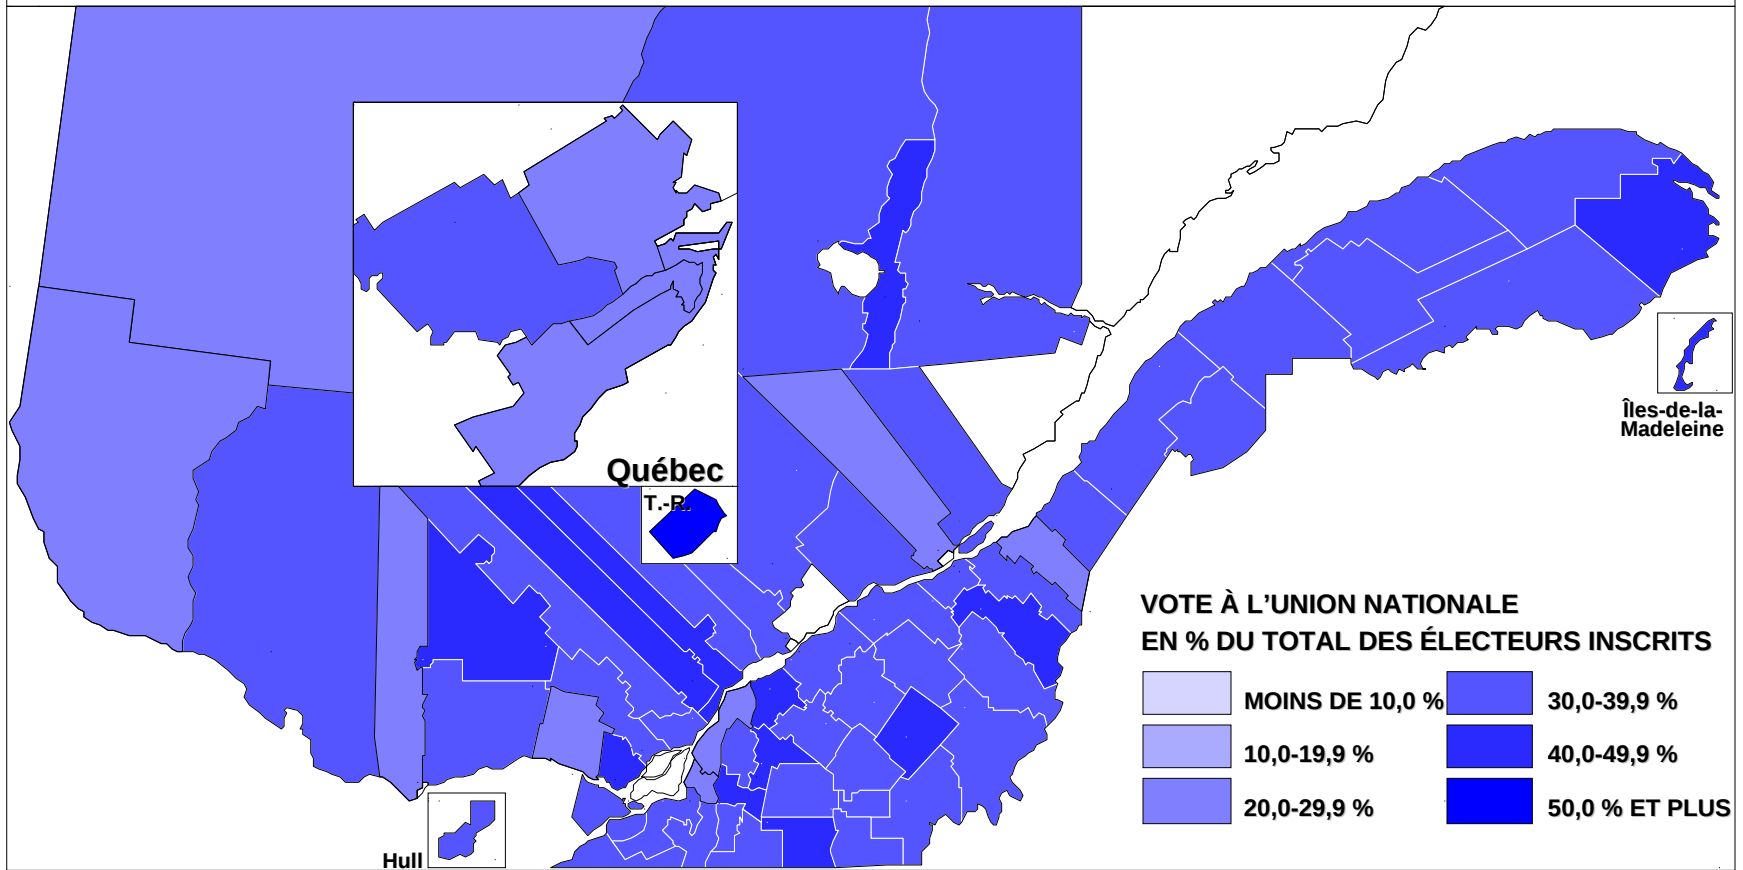 Québec
T.-R.
Îles-de-la-
Madeleine
Hull
VOTE À L’UNION NATIONALE
EN % DU TOTAL DES ÉLECTEURS INSCRITS
MOINS DE 10,0 %
30,0-39,9 %
10,0-19,9 %
40,0-49,9 %
20,0-29,9 %
50,0 % ET PLUS